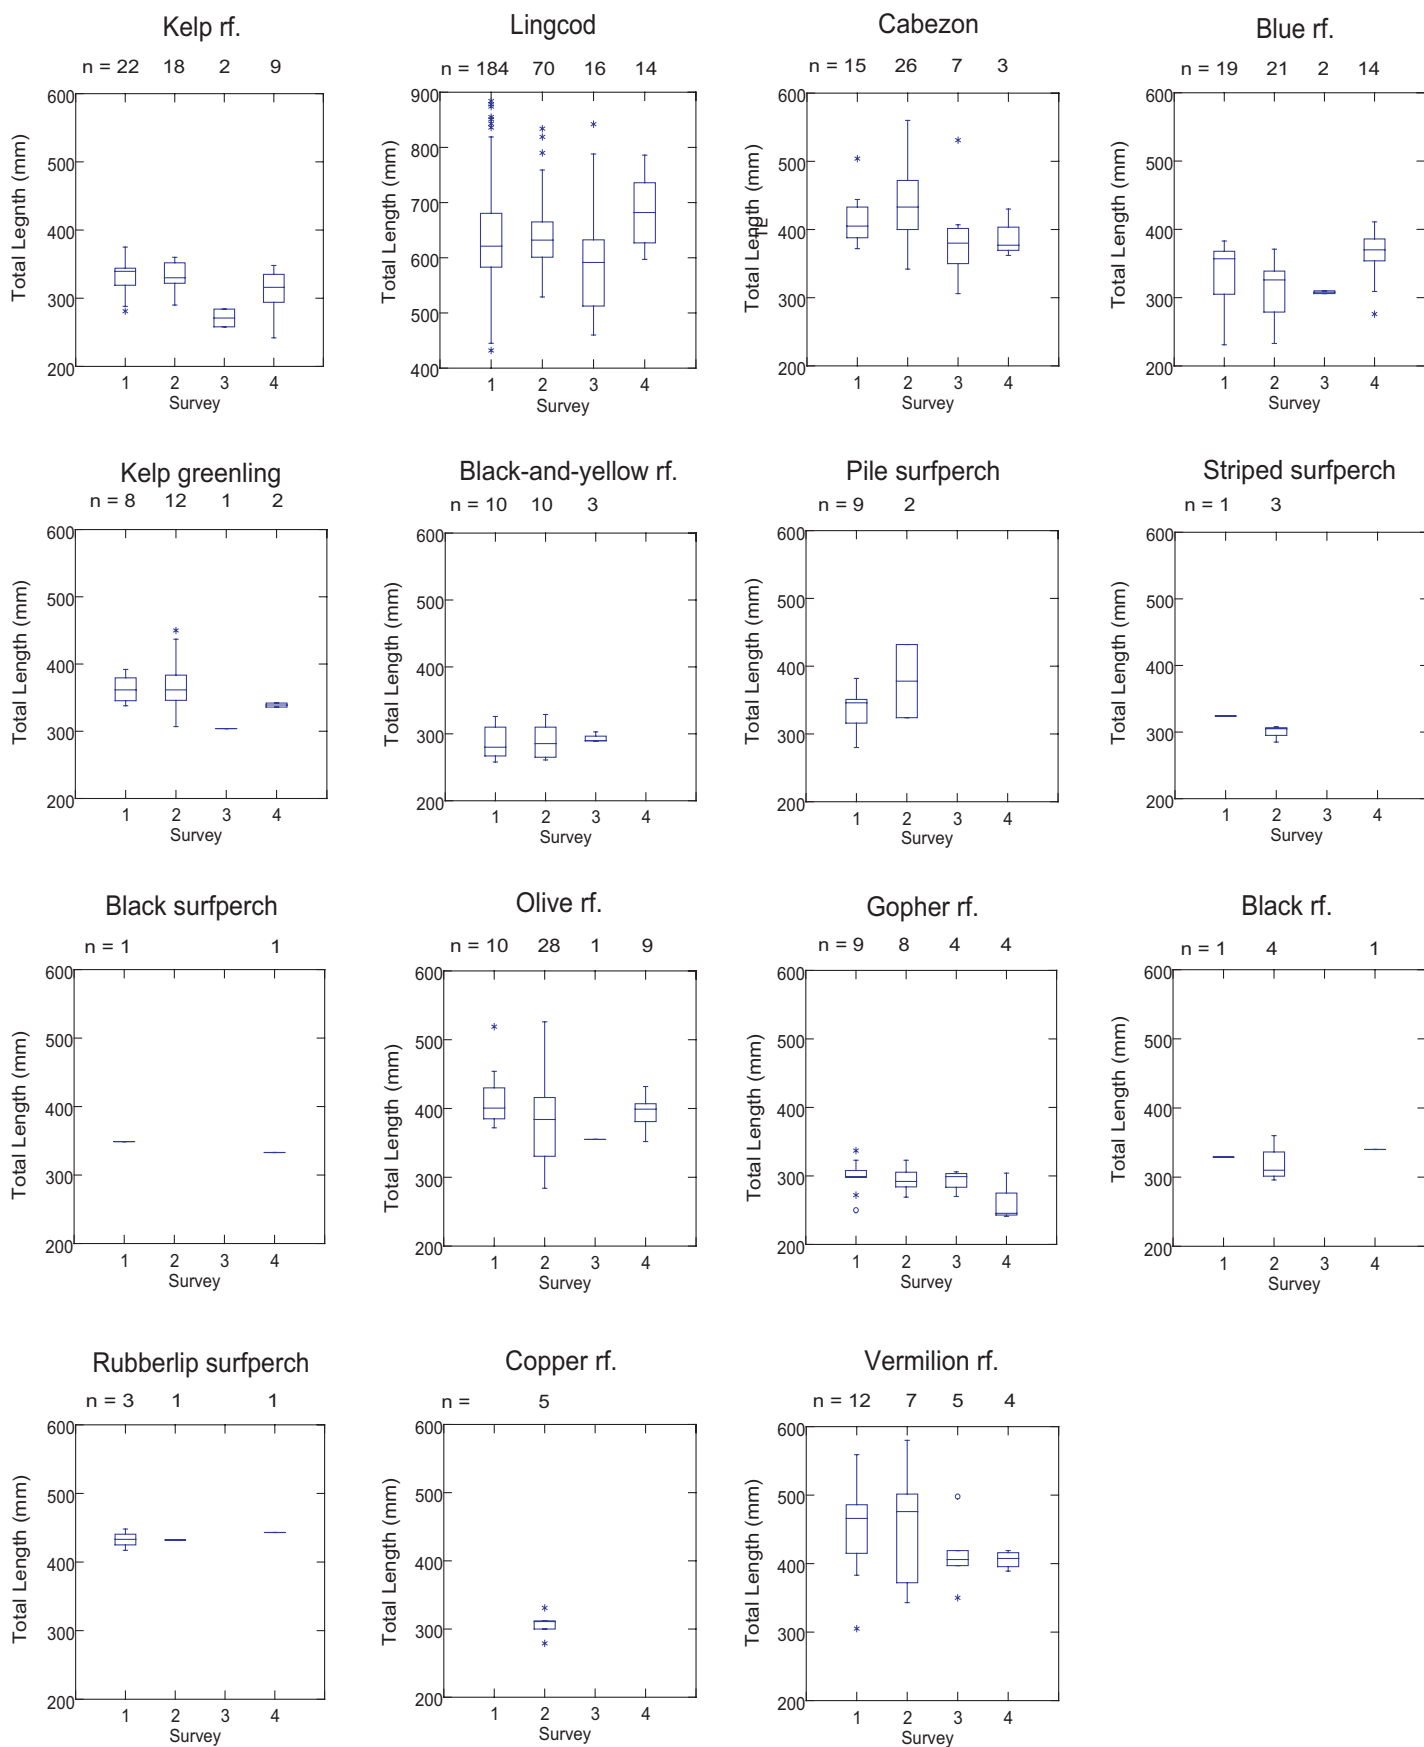 Kelp rf.
n = 22 18 2 9
Total Legnth (mm)
600
500
400
300
200
1 2 3 4
Survey
Lingcod
n = 184 70 16 14
Total Length (mm)
900
800
700
600
500
400
1 2 3 4
Survey
Cabezon
n = 15 26 7 3
Total Length (mm)
TL
600
500
400
300
200
1 2 3 4
Survey
Blue rf.
n = 19 21 2 14
Total Length (mm)
600
500
400
300
200
1 2 3 4
Survey
Kelp greenling
n = 8 12 1 2
Total Length (mm)
600
500
400
300
200
1 2 3 4
Survey
Black-and-yellow rf.
n = 10 10 3
Total Length (mm)
600
500
400
300
200
1 2 3 4
Survey
Pile surfperch
n = 9 2
Total Length (mm)
600
500
400
300
200
1 2 3 4
Survey
Striped surfperch
n = 1 3
Total Length (mm)
600
500
400
300
200
1 2 3 4
Survey
Black surfperch
n = 1 1
Total Length (mm)
600
500
400
300
200
1 2 3 4
Survey
Olive rf.
n = 10 28 1 9
Total Length (mm)
600
500
400
300
200
1 2 3 4
Survey
Gopher rf.
n = 9 8 4 4
Total Length (mm)
600
500
400
300
200
1 2 3 4
Survey
Black rf.
n = 1 4 1
Total Length (mm)
600
500
400
300
200
1 2 3 4
Survey
Rubberlip surfperch
n = 3 1 1
Total Length (mm)
600
500
400
300
200
1 2 3 4
Survey
Copper rf.
n = 5
Total Length (mm)
600
500
400
300
200
1 2 3 4
Survey
Vermilion rf.
n = 12 7 5 4
Total Length (mm)
600
500
400
300
200
1 2 3 4
Survey